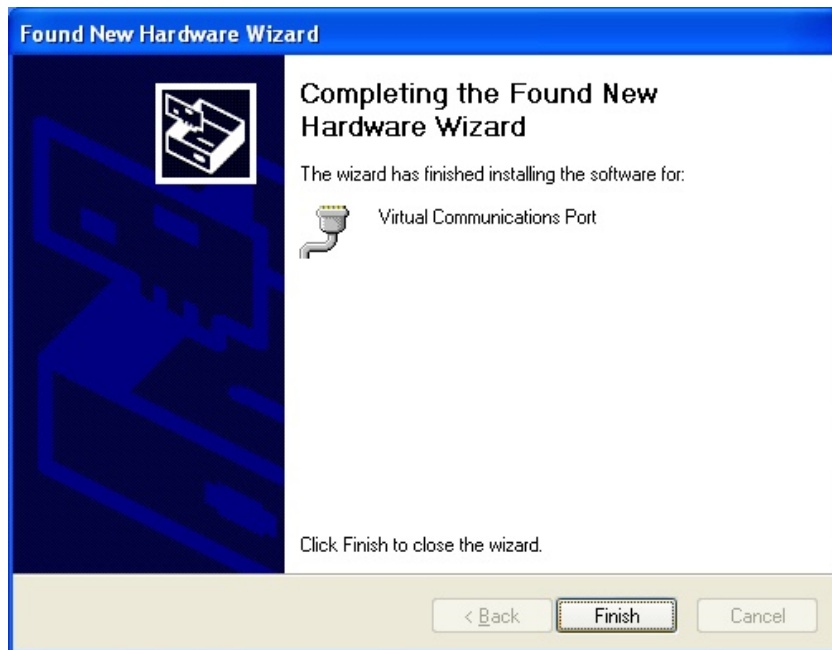 Found New Hardware Wizard
Completing the Found New
Hardware Wizard
The wizard has finished installing the software for:
Virtual Communications Port
Click Finish to close the wizard.
< Back
Finish
Cancel